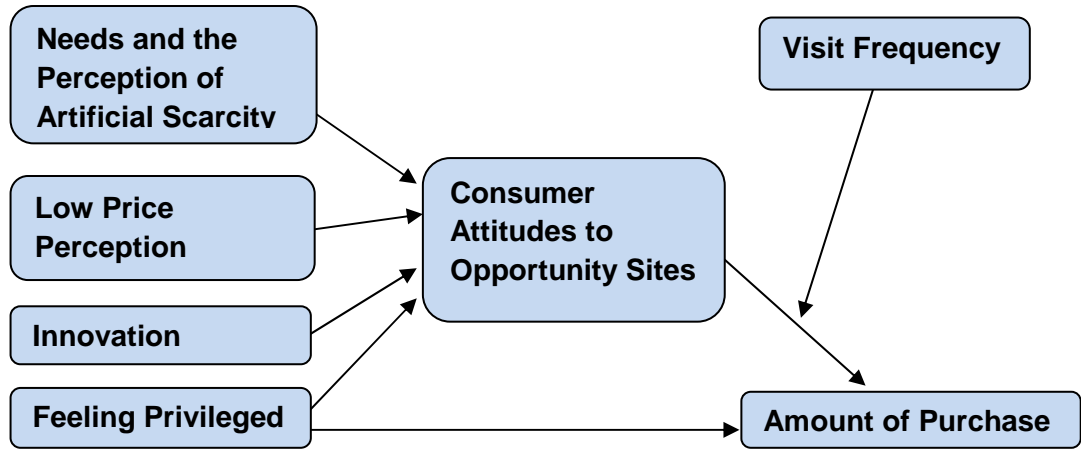 Needs and the
Perception of
Artificial Scarcity
Visit Frequency
Low Price
Perception
Consumer
Attitudes to
Opportunity Sites
Innovation
Feeling Privileged
Amount of Purchase